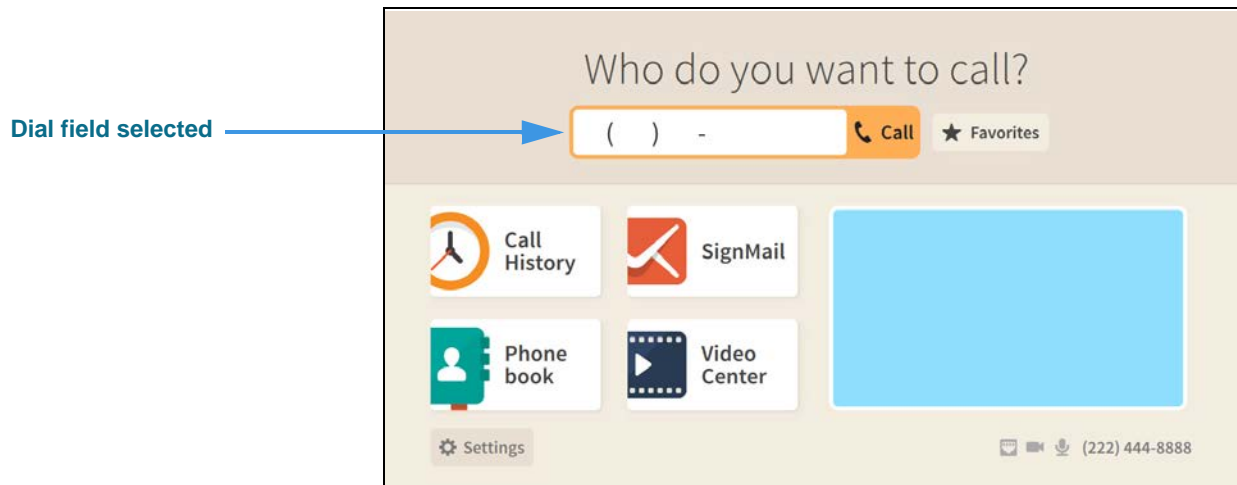 Who do you want to call?
Dial field selected
( ) -
Call
Favorites
Call
History
SignMail
Phone
book
Video
Center
Settings
(222) 444-8888